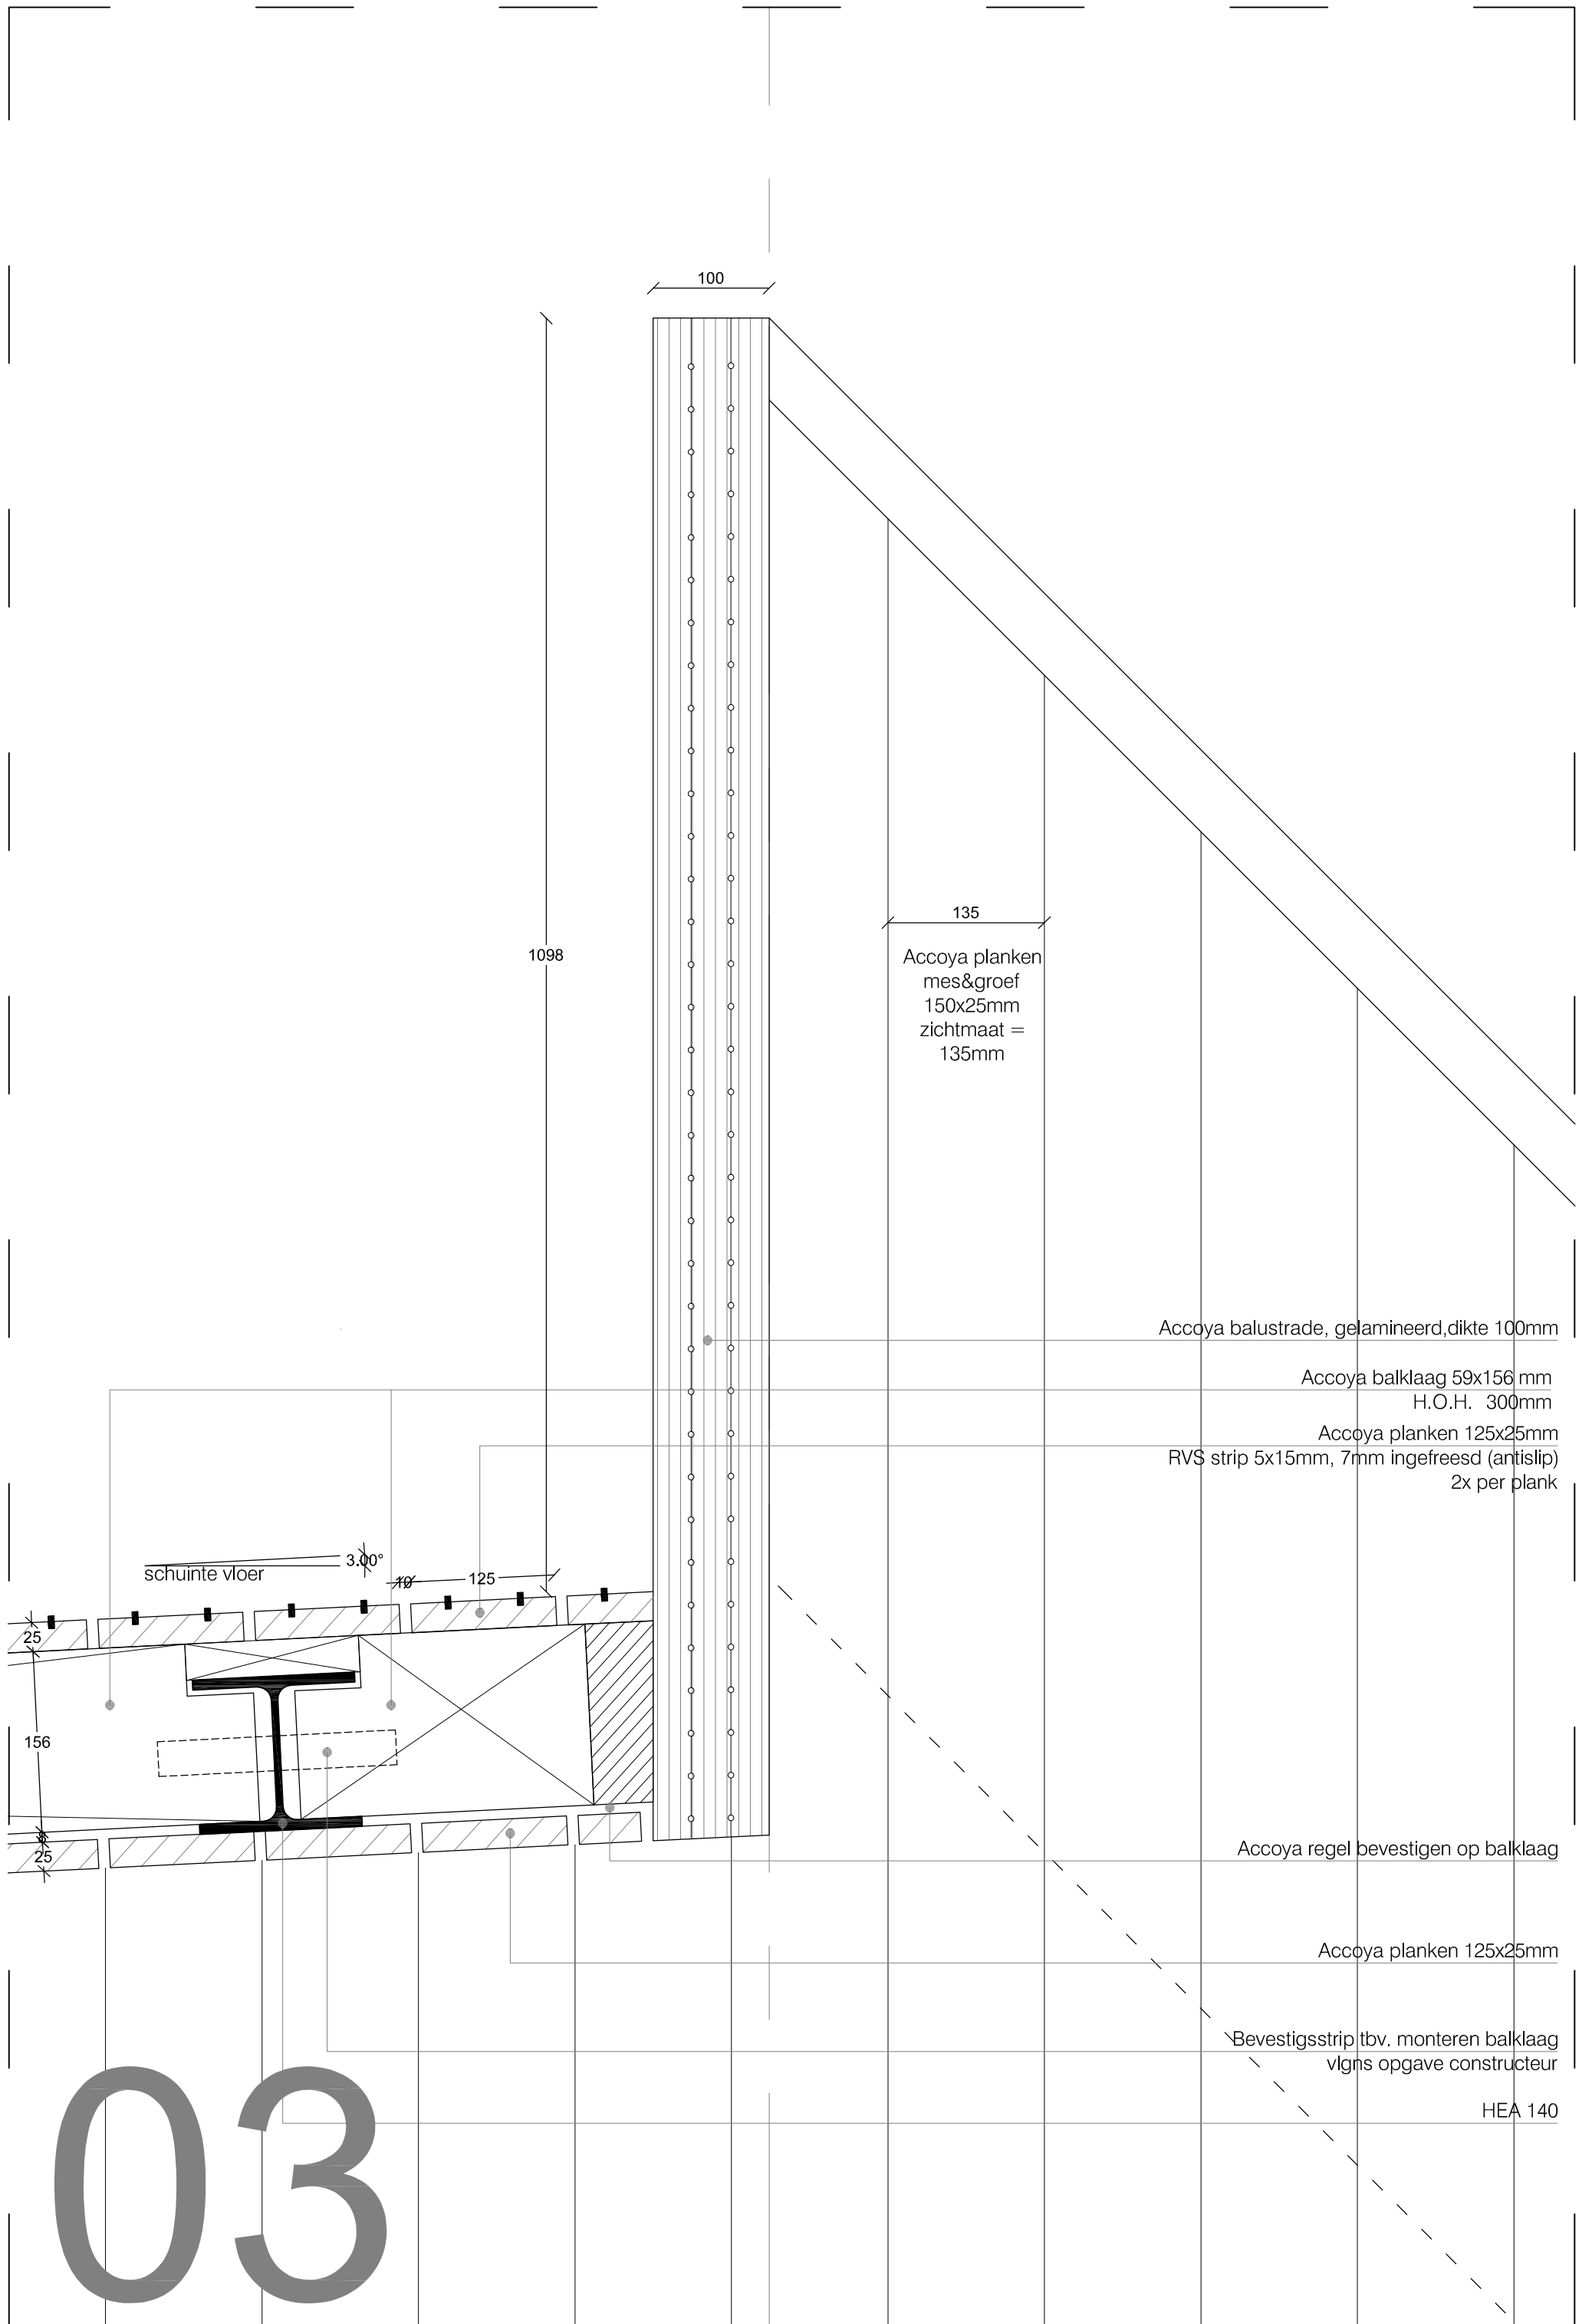 100
1098
135
Accoya planken
mes&groef
150x25mm
zichtmaat =
135mm
Accoya balustrade, gelamineerd,dikte 100mm
Accoya balklaag 59x156 mm
H.O.H. 300mm
Accoya planken 125x25mm
RVS strip 5x15mm, 7mm ingefreesd (antislip)
2x per plank
3.00°
schuinte vloer
10
125
25
156
25
Accoya regel bevestigen op balklaag
Accoya planken 125x25mm
Bevestigsstrip tbv. monteren balklaag
vlgns opgave constructeur
HEA 140
03